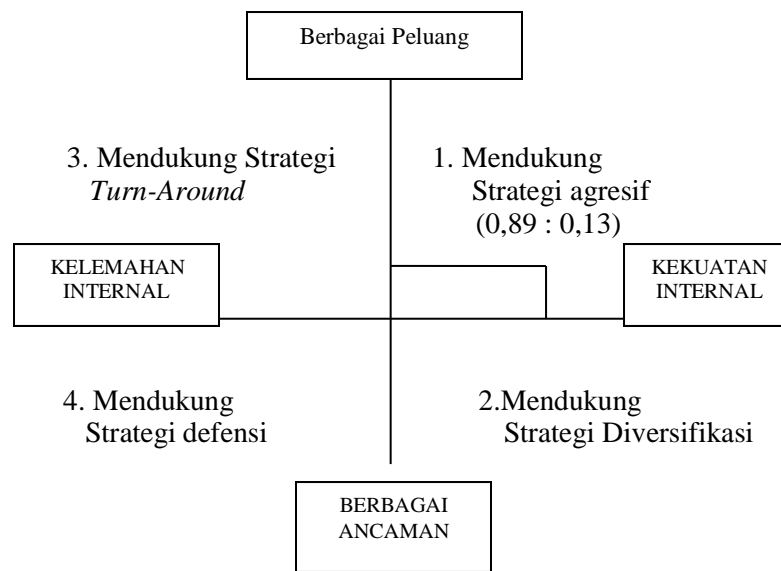 Berbagai Peluang
3. Mendukung Strategi
Turn-Around
1. Mendukung
Strategi agresif
(0,89 : 0,13)
KELEMAHAN
INTERNAL
KEKUATAN
INTERNAL
4. Mendukung
Strategi defensi
2.Mendukung
Strategi Diversifikasi
BERBAGAI
ANCAMAN